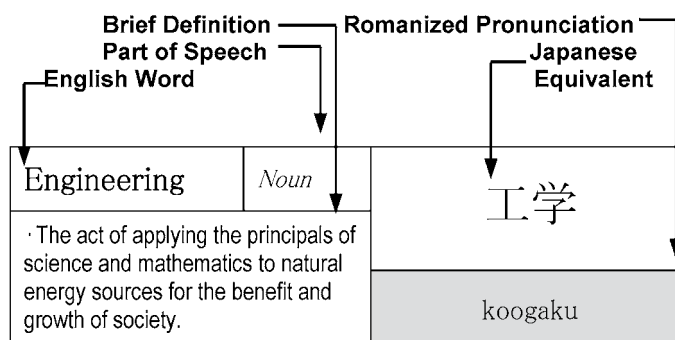 Brief Definition
Romanized Pronunciation
Part of Speech
Japanese
English Word
Equivalent
Engineering
Noun
工学
· The act of applying the principals of
science and mathematics to natural
energy sources for the benefit and
growth of society.
koogaku